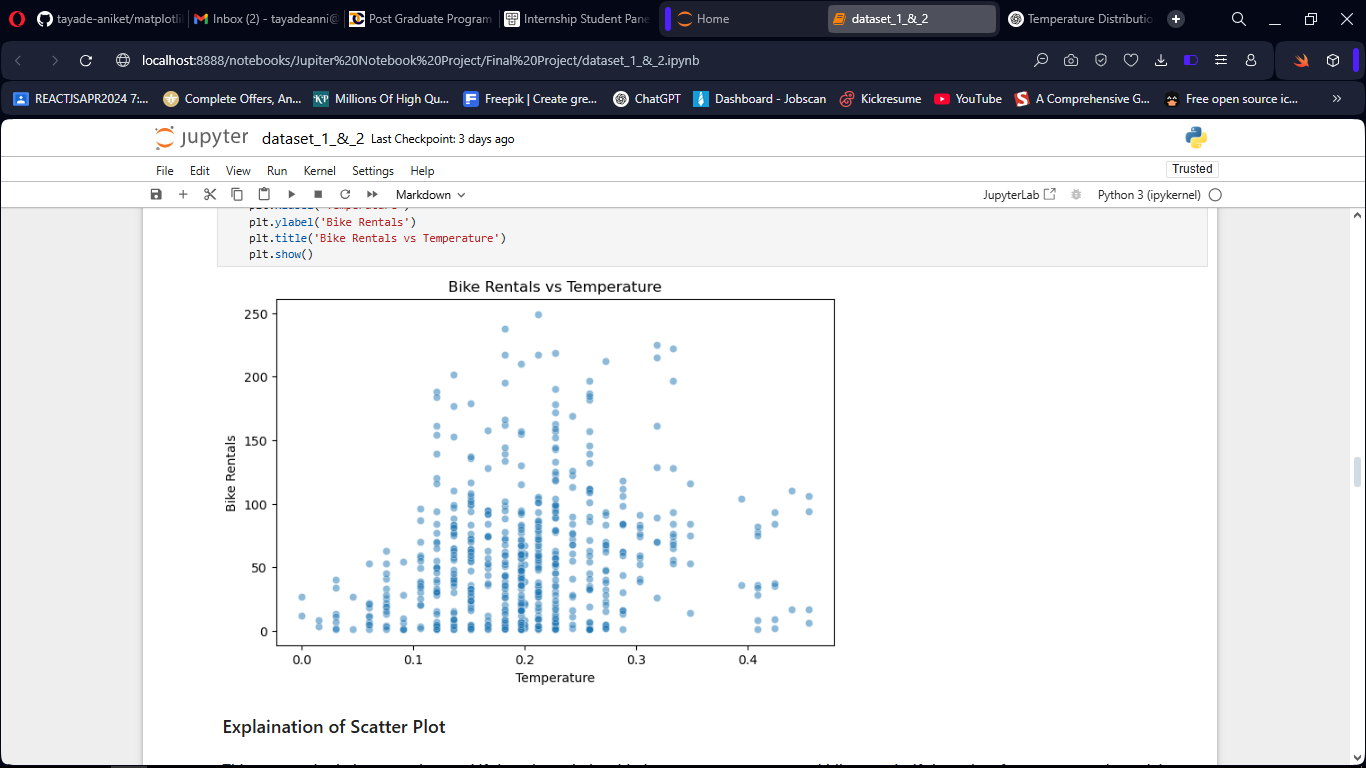 tayade-aniket/matplotli
Inbox (2) - tayadeanni@
Post Graduate Program
Internship Student Pane
Home
dataset_1_&_2
Temperature Distributio
localhost:8888/notebooks/Jupiter%20Notebook%20Project/Final%20Project/dataset_1_&_2.ipynb
REACTJSAPR2024 7:...
Complete Offers, An...
KP Millions Of High Qu...
Freepik | Create gre...
ChatGPT
Dashboard - Jobscan
Kickresume
YouTube
S A Comprehensive G...
Free open source ic...
jupyter dataset_1_&_2 Last Checkpoint: 3 days ago
File Edit View Run Kernel Settings Help
Trusted
Markdown
JupyterLab
Python 3 (ipykernel)
plt.ylabel('Bike Rentals')
plt.title('Bike Rentals vs Temperature')
plt.show()
Bike Rentals vs Temperature
250
200
150
100
50
0
Bike Rentals
0.0 0.1 0.2 0.3 0.4
Temperature
Explaination of Scatter Plot